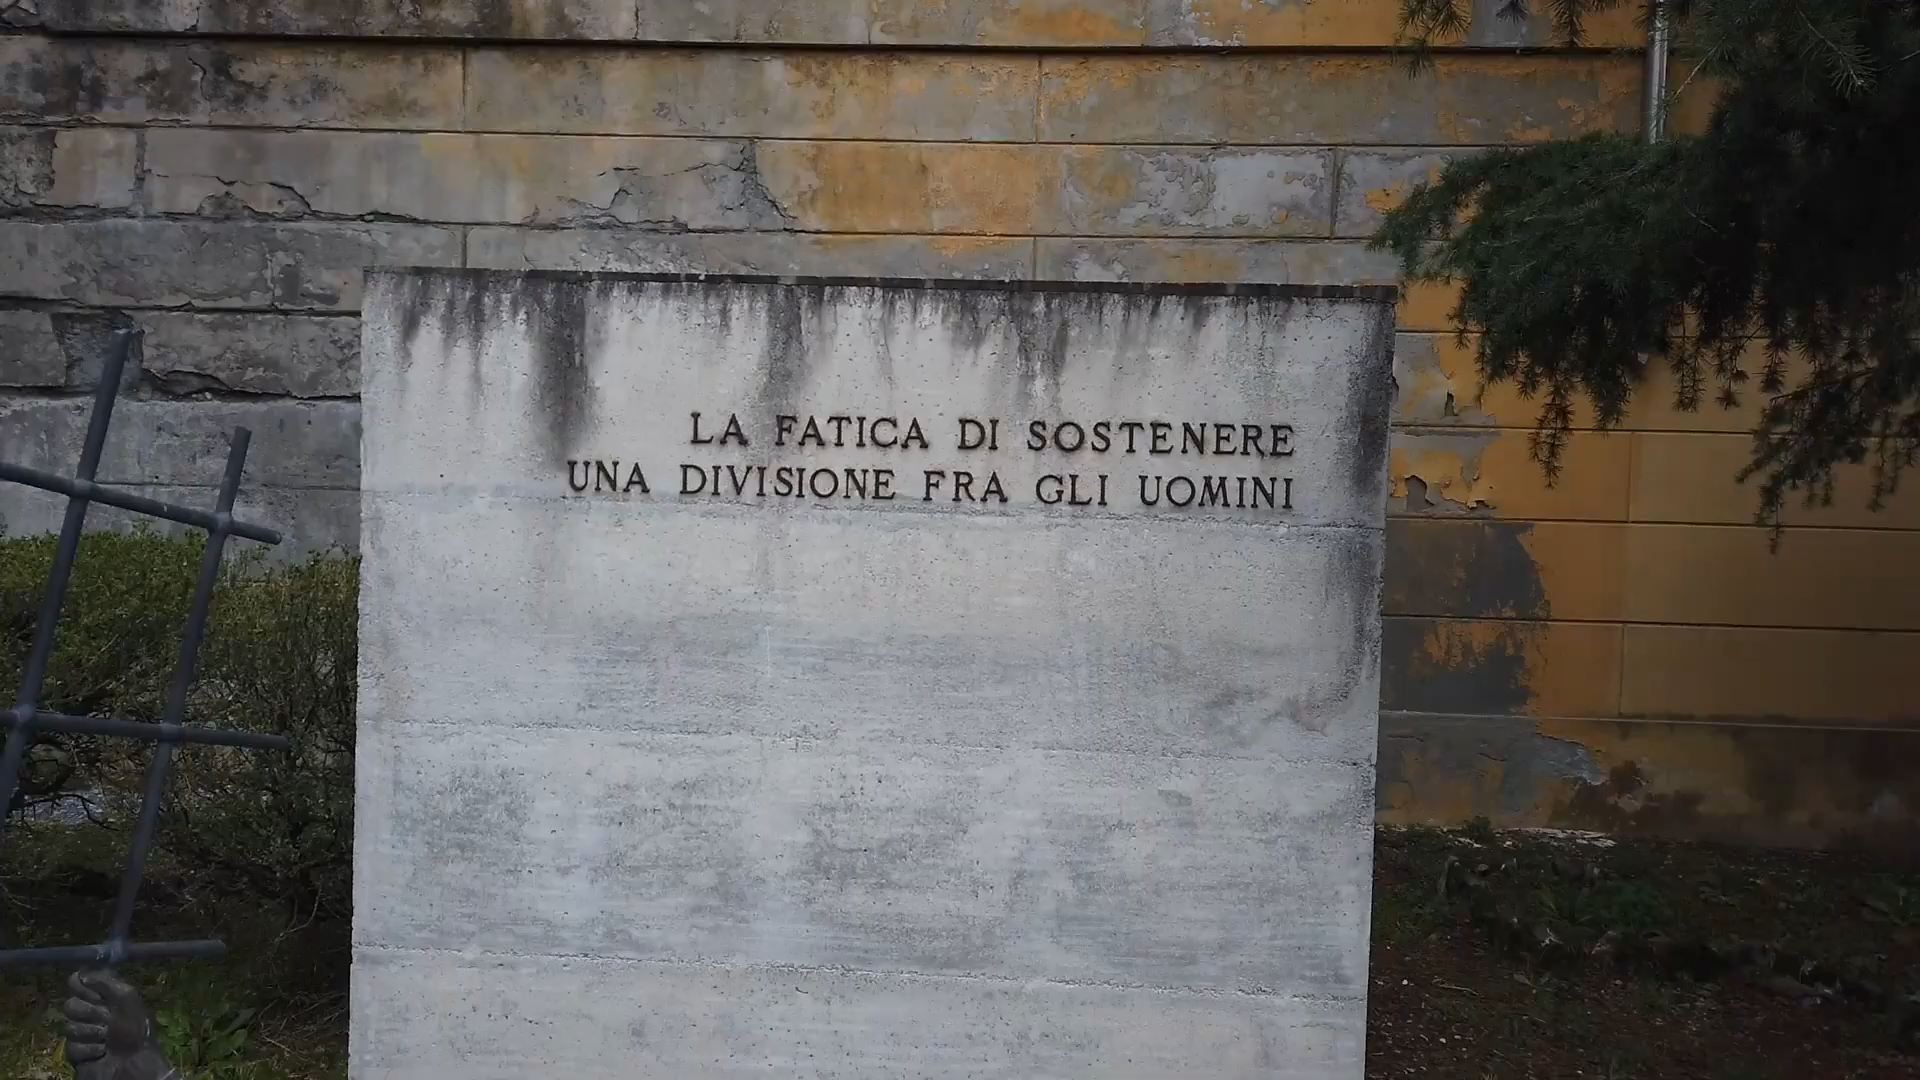 LA FATICA DI SOSTENERE
UNA DIVISIONE FRA GLI UOMINI